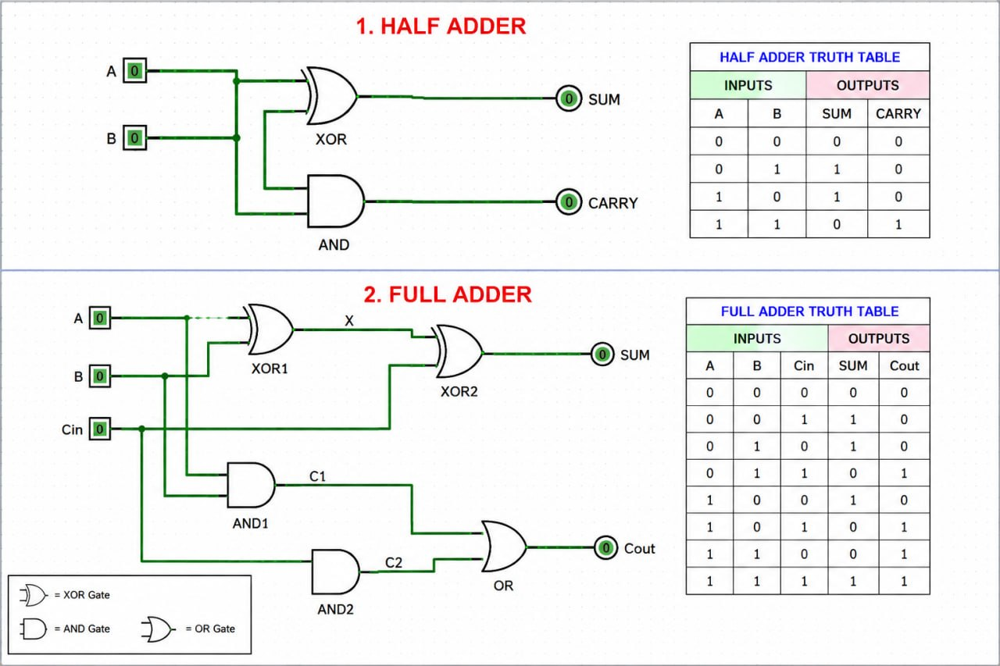 1. HALF ADDER
A 0
B 0
XOR
AND
0 SUM
0 CARRY
HALF ADDER TRUTH TABLE
INPUTS OUTPUTS
A B SUM CARRY
0 0 0 0
0 1 1 0
1 0 1 0
1 1 0 1
2. FULL ADDER
A 0
B 0
Cin 0
XOR1
X
XOR2
0 SUM
AND1
C1
AND2
C2
OR
0 Cout
= XOR Gate
= AND Gate
= OR Gate
FULL ADDER TRUTH TABLE
INPUTS OUTPUTS
A B Cin SUM Cout
0 0 0 0 0
0 0 1 1 0
0 1 0 1 0
0 1 1 0 1
1 0 0 1 0
1 0 1 0 1
1 1 0 0 1
1 1 1 1 1